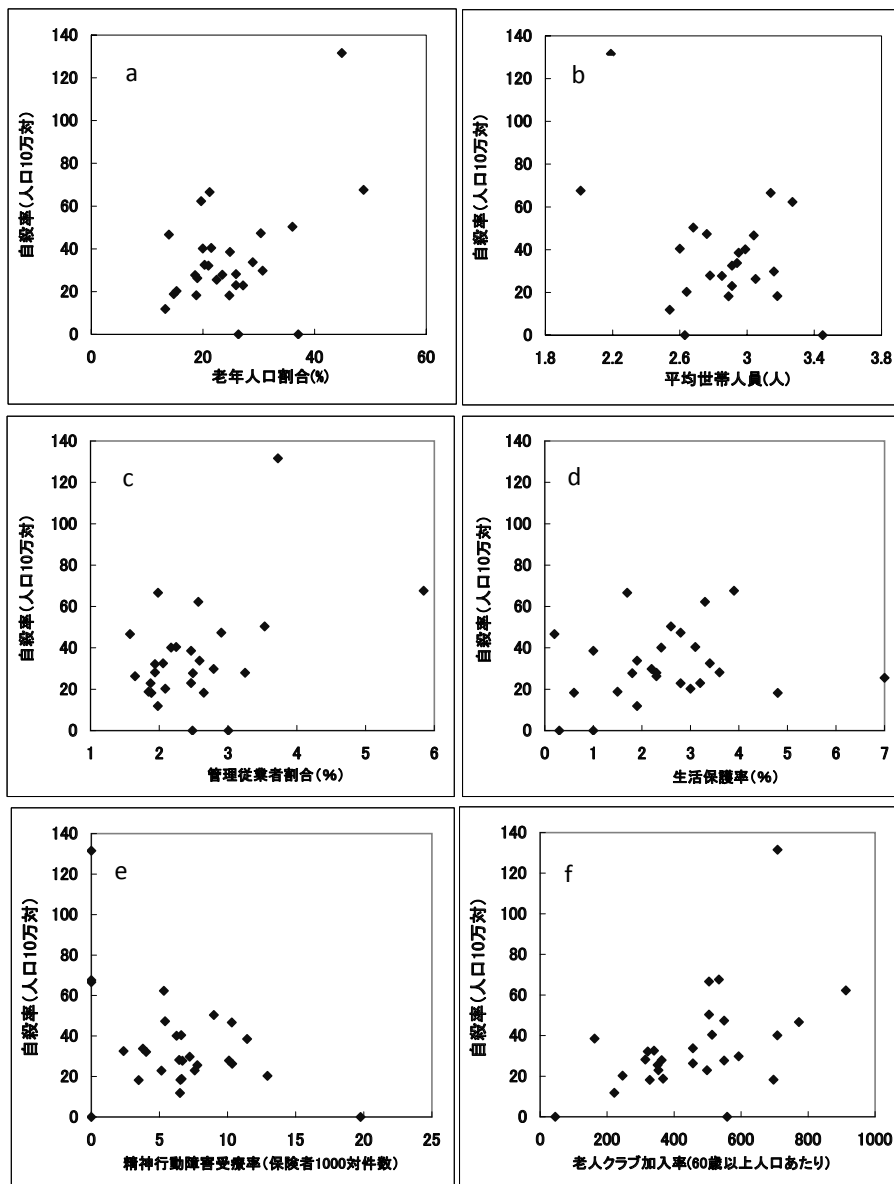 a
自殺率(人口10万対)
140
120
100
80
60
40
20
0
0 20 40 60
老年人口割合(%)
b
自殺率(人口10万対)
140
120
100
80
60
40
20
0
1.8 2.2 2.6 3 3.4 3.8
平均世帯人員(人)
c
自殺率(人口10万対)
140
120
100
80
60
40
20
0
1 2 3 4 5 6
管理従業者割合(%)
d
自殺率(人口10万対)
140
120
100
80
60
40
20
0
0 1 2 3 4 5 6 7
生活保護率(%)
e
自殺率(人口10万対)
140
120
100
80
60
40
20
0
0 5 10 15 20 25
精神行動障害受療率(保険者1000対件数)
f
自殺率(人口10万対)
140
120
100
80
60
40
20
0
0 200 400 600 800 1000
老人クラブ加入率(60歳以上人口あたり)